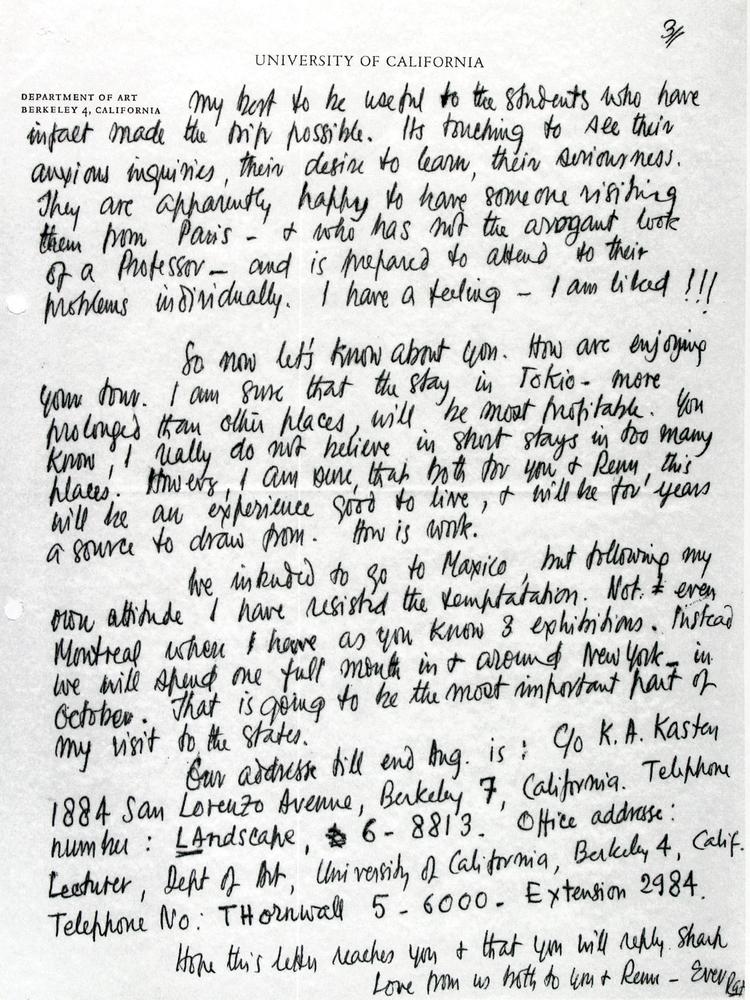 3/
UNIVERSITY OF CALIFORNIA
DEPARTMENT OF ART
BERKELEY 4, CALIFORNIA
my best to be useful to the students who have
infact made the trip possible. Its touching to see their
anxious inquiries, their desire to learn, their seriousness.
They are apparently happy to have someone visiting
them from Paris - & who has not the arrogant look
of a Professor - and is prepared to attend to their
problems individually. I have a feeling - I am liked !!!
So now let's know about you. How are enjoying
your tour. I am sure that the stay in Tokio - more
prolonged than other places, will be most profitable. You
know, I really do not believe in short stays in too many
places. However, I am sure, that both for you & Renu, this
will be an experience good to live, & will be for years
a source to draw from. How is work.
We intended to go to Maxico, but following my
own attitude I have resisted the temptatation. Not even
Montreal where I have as you know 3 exhibitions. Instead
we will spend one full month in & around New York - in
October. That is going to be the most important part of
my visit to the States.
Our addresse till end Aug. is : C/o K. A. Kasten
1884 San Lorenzo Avenue, Berkeley 7, California. Telephone
number : LAndscape, 6 - 8813. Office addresse :
Lecturer, Dept of Art, University of California, Berkeley 4, Calif.
Telephone No: THornwall 5 - 6000 - Extension 2984.
Hope this letter reaches you & that you will reply. Sharp
Love from us both to you & Renu - Ever